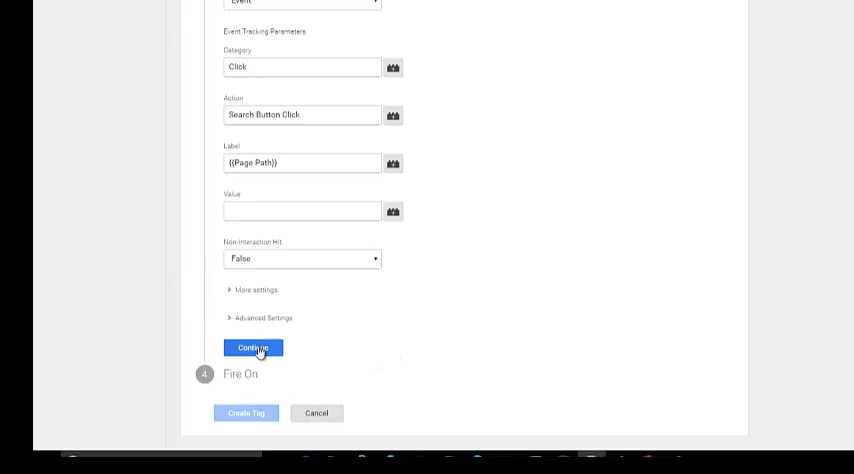 Event
Event Tracking Parameters
Category
Click
Action
Search Button Click
Label
{{Page Path}}
Value
Non-Interaction Hit
False
More settings
Advanced Settings
Continue
4 Fire On
Create Tag Cancel